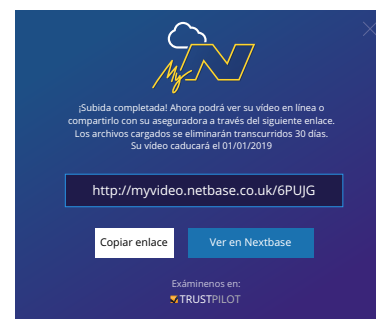 My N
¡Subida completada! Ahora podrá ver su vídeo en línea o
compartirlo con su aseguradora a través del siguiente enlace.
Los archivos cargados se eliminarán transcurridos 30 días.
Su vídeo caducará el 01/01/2019
http://myvideo.netbase.co.uk/6PUJG
Copiar enlace
Ver en Nextbase
Exáminenos en:
TRUSTPILOT